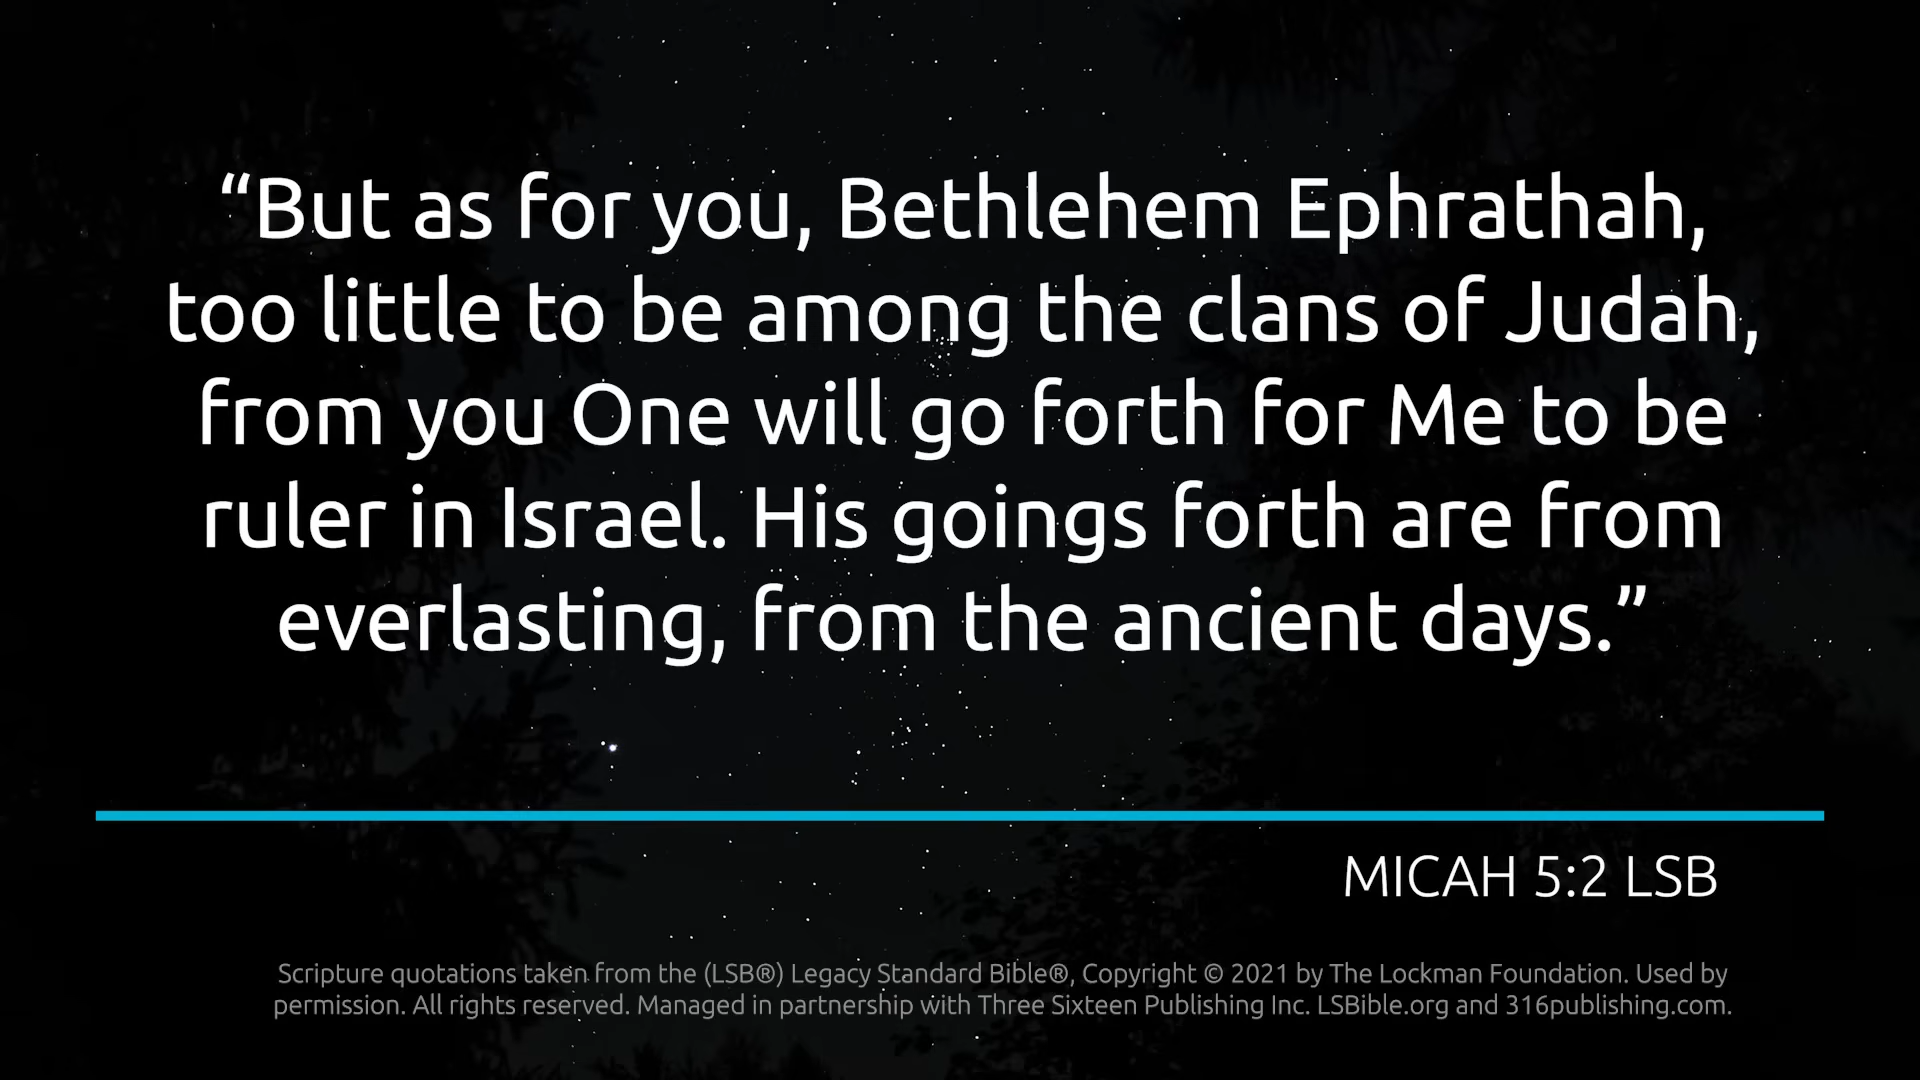 “But as for you, Bethlehem Ephrathah,
too little to be among the clans of Judah,
from you One will go forth for Me to be
ruler in Israel. His goings forth are from
everlasting, from the ancient days.”
MICAH 5:2 LSB
Scripture quotations taken from the (LSB®) Legacy Standard Bible®, Copyright © 2021 by The Lockman Foundation. Used by
permission. All rights reserved. Managed in partnership with Three Sixteen Publishing Inc. LSBible.org and 316publishing.com.